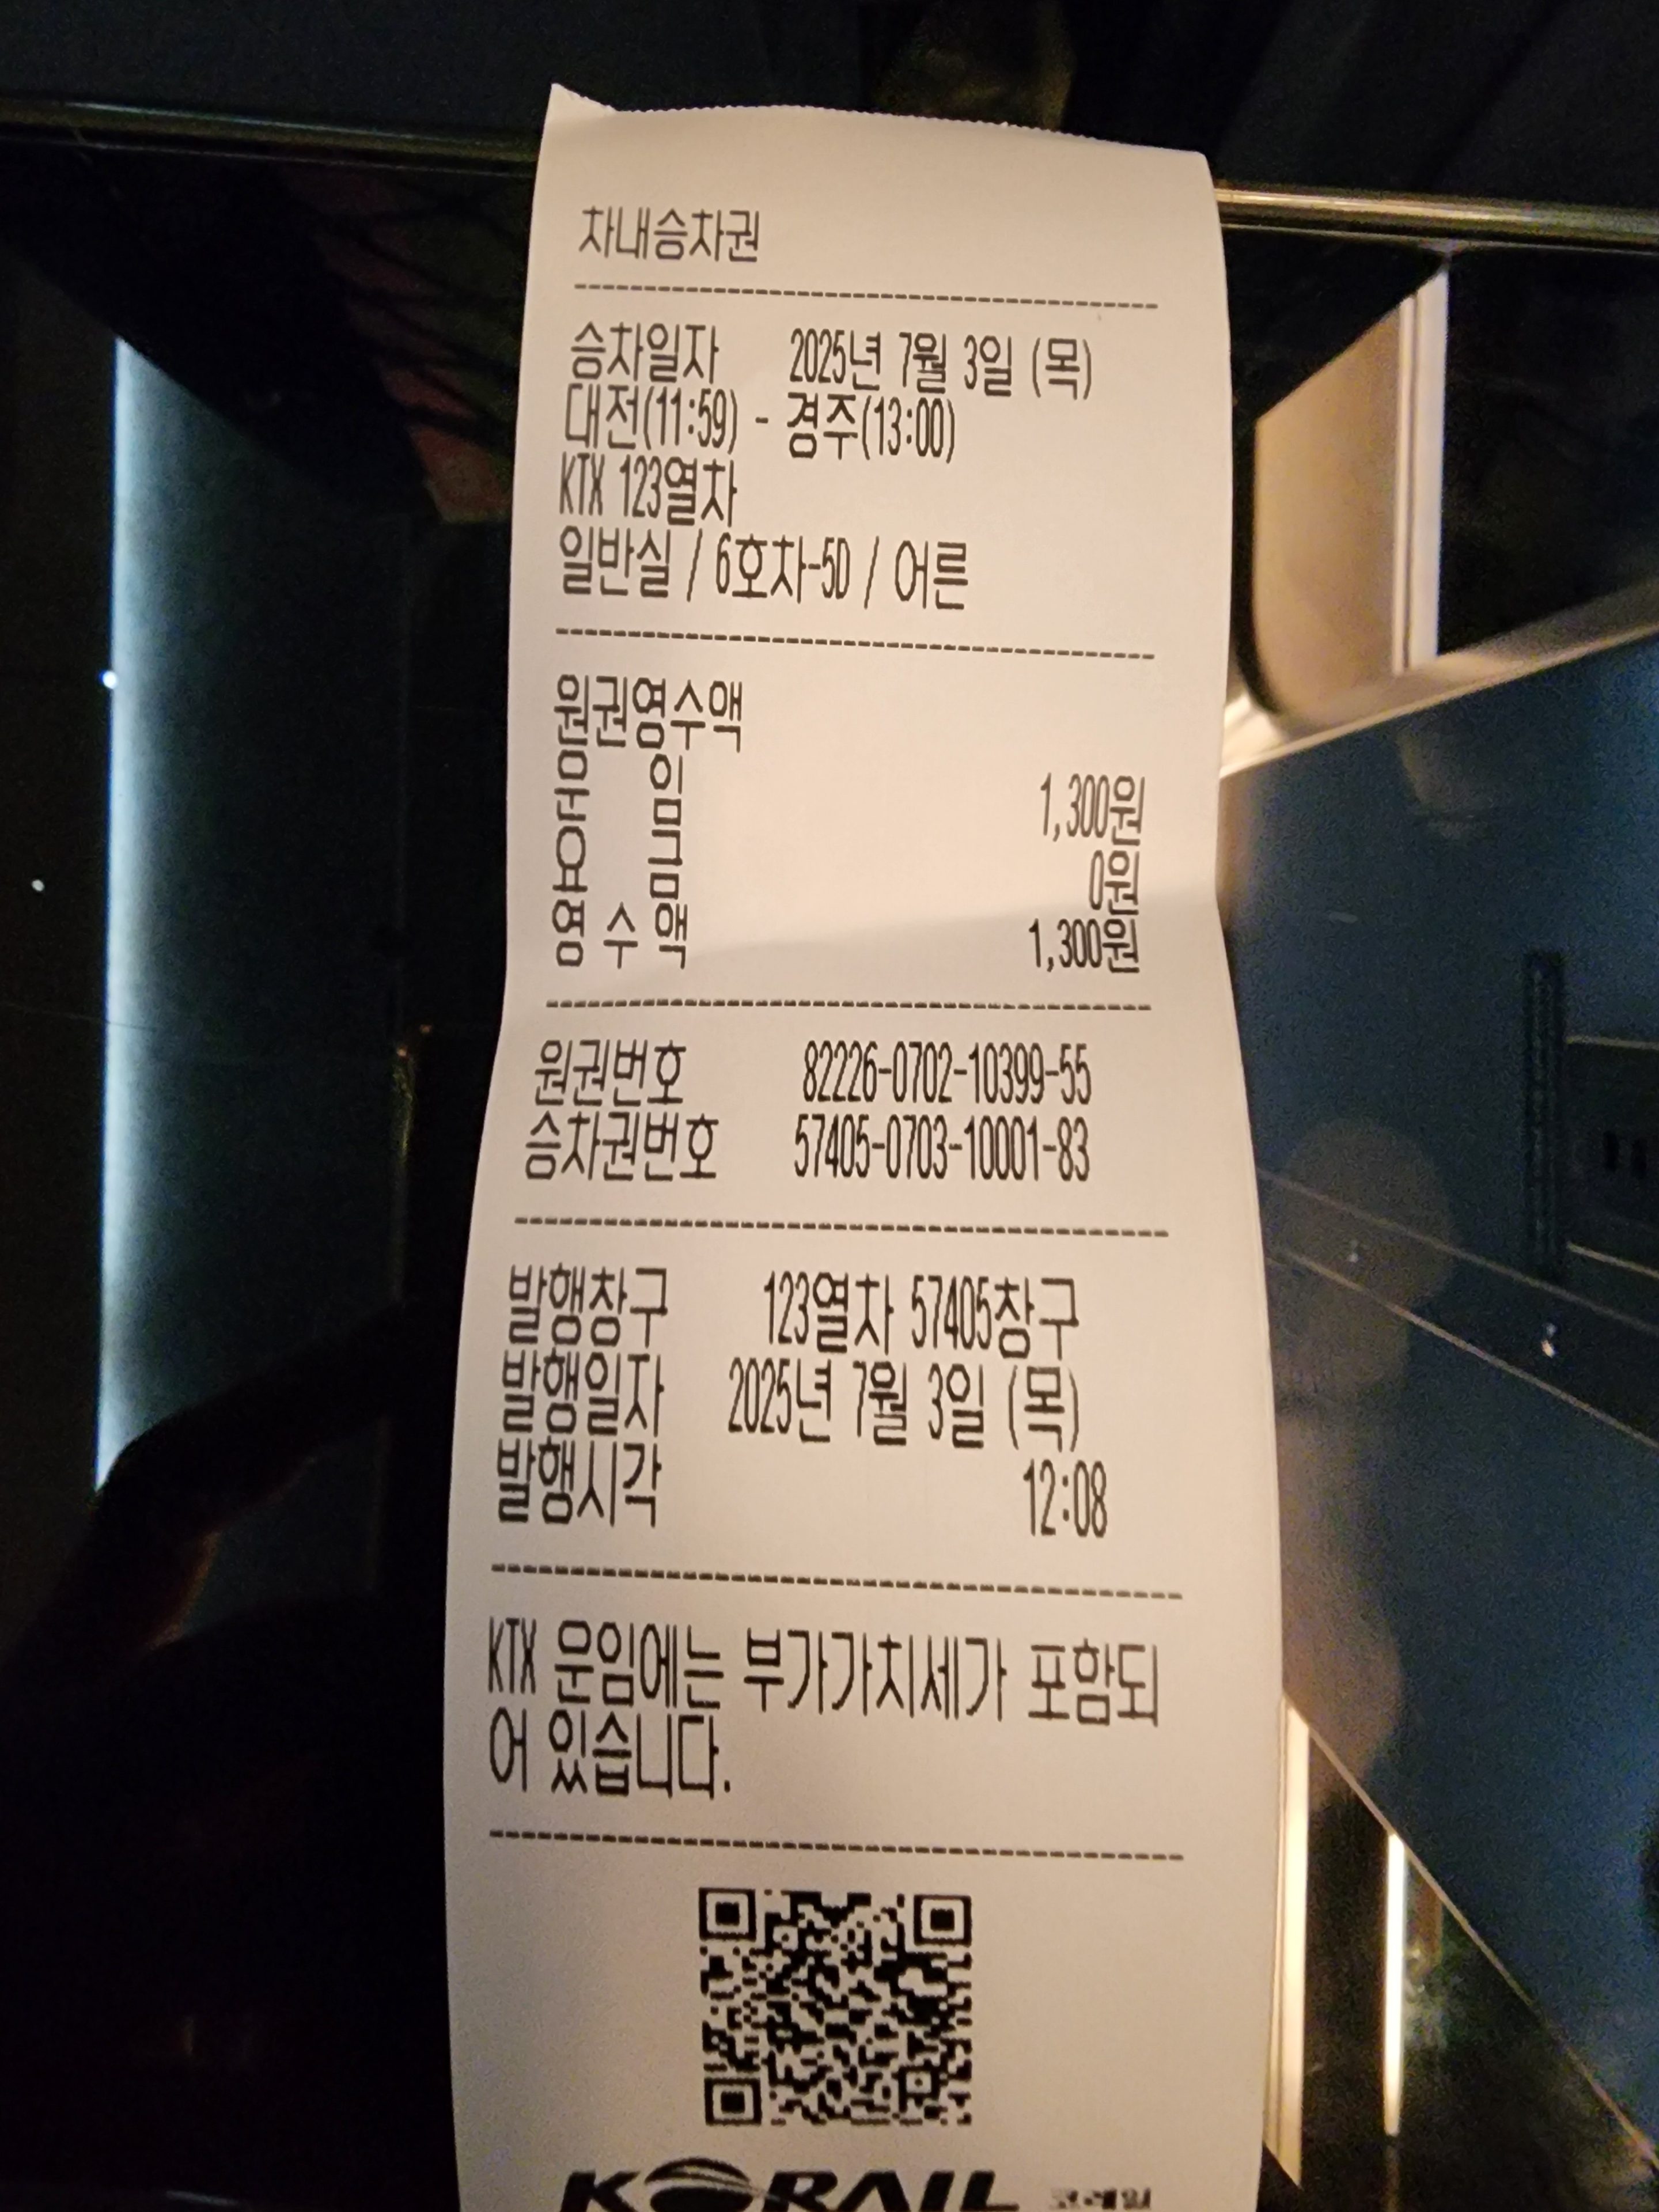 차내승차권
승차일자 2025년 7월 3일 (목)
대전(11:59) - 경주(13:00)
KTX 123열차
일반실 / 6호차-5D / 어른
원권영수액
운 임 1,300원
요 금 0원
영 수 액 1,300원
원권번호 82226-0702-10399-55
승차권번호 57405-0703-10001-83
발행창구 123열차 57405창구
발행일자 2025년 7월 3일 (목)
발행시각 12:08
KTX 운임에는 부가가치세가 포함되
어 있습니다.
KORAIL 코레일